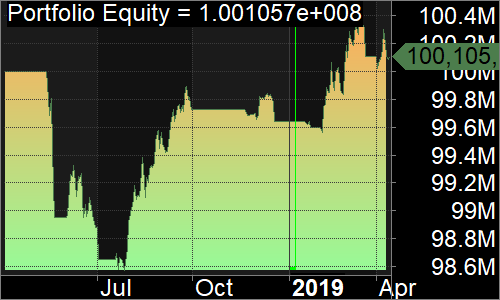 Portfolio Equity = 1.001057e+008
100.4M
100,105,
100M
99.8M
99.6M
99.4M
99.2M
99M
98.8M
98.6M
Jul Oct 2019 Apr